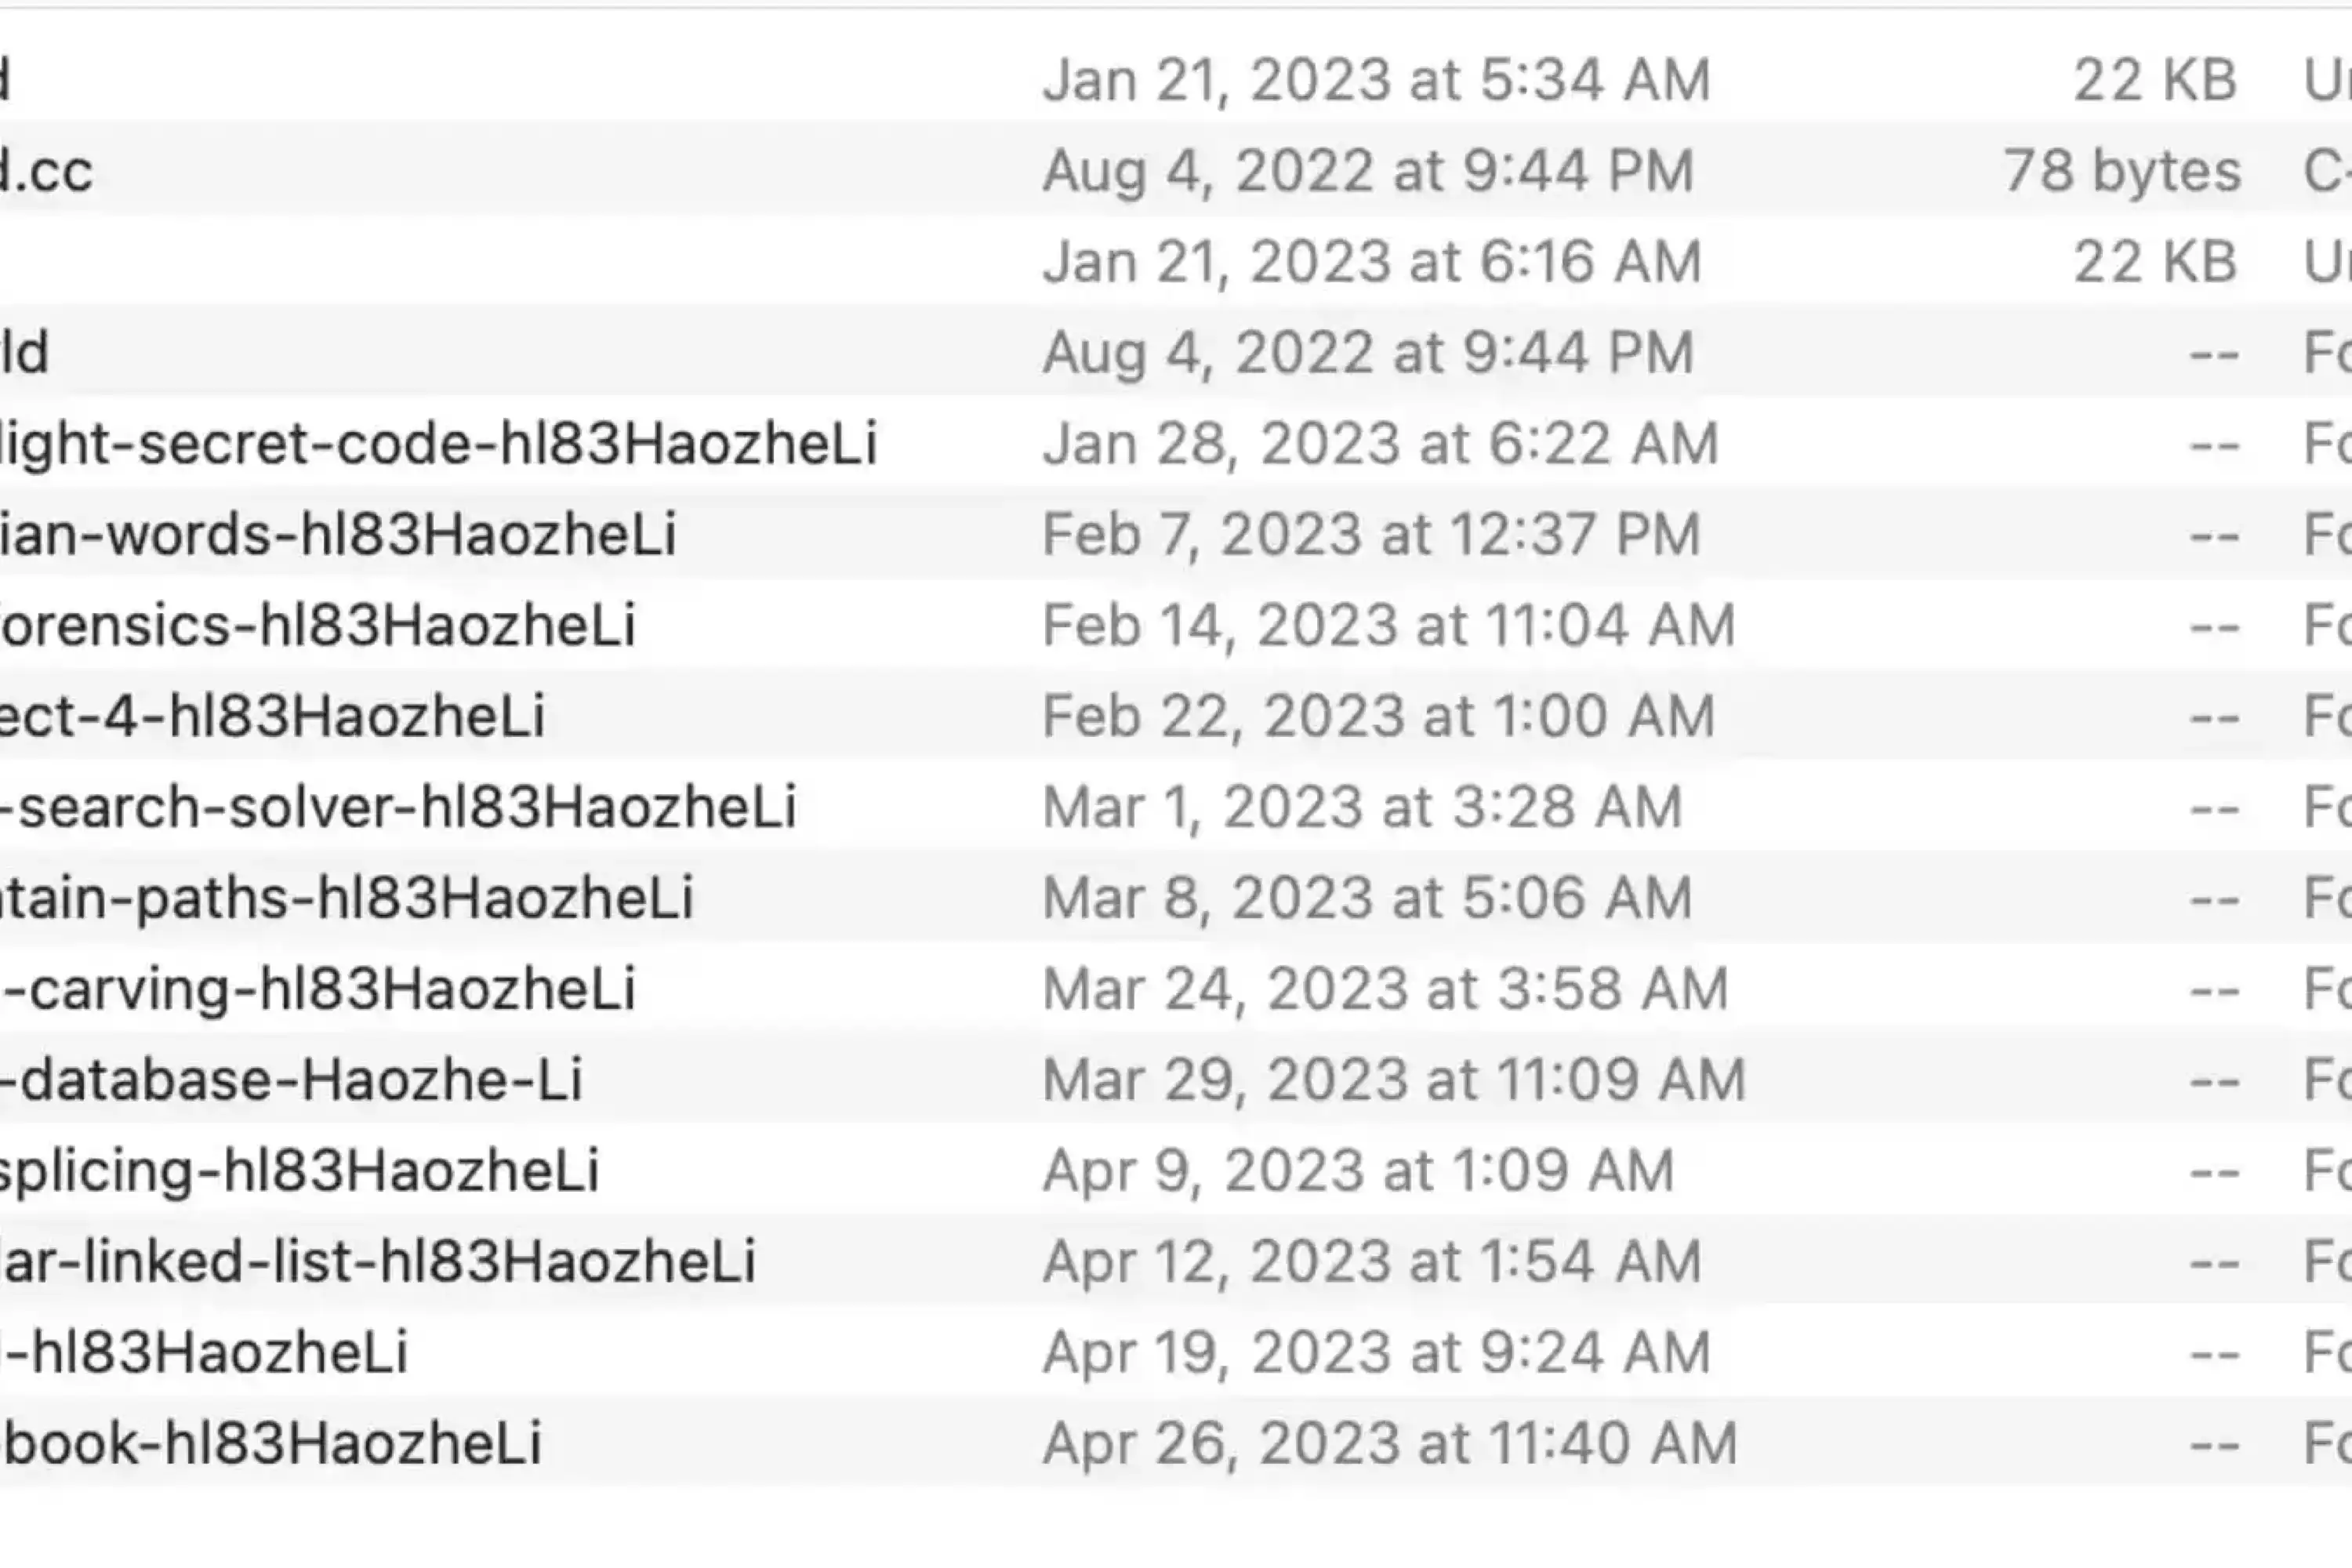 d Jan 21, 2023 at 5:34 AM 22 KB Un
d.cc Aug 4, 2022 at 9:44 PM 78 bytes C-
Jan 21, 2023 at 6:16 AM 22 KB Un
ld Aug 4, 2022 at 9:44 PM -- Fo
light-secret-code-hl83HaozheLi Jan 28, 2023 at 6:22 AM -- Fo
ian-words-hl83HaozheLi Feb 7, 2023 at 12:37 PM -- Fo
forensics-hl83HaozheLi Feb 14, 2023 at 11:04 AM -- Fo
ect-4-hl83HaozheLi Feb 22, 2023 at 1:00 AM -- Fo
-search-solver-hl83HaozheLi Mar 1, 2023 at 3:28 AM -- Fo
ntain-paths-hl83HaozheLi Mar 8, 2023 at 5:06 AM -- Fo
-carving-hl83HaozheLi Mar 24, 2023 at 3:58 AM -- Fo
-database-Haozhe-Li Mar 29, 2023 at 11:09 AM -- Fo
splicing-hl83HaozheLi Apr 9, 2023 at 1:09 AM -- Fo
lar-linked-list-hl83HaozheLi Apr 12, 2023 at 1:54 AM -- Fo
-hl83HaozheLi Apr 19, 2023 at 9:24 AM -- Fo
book-hl83HaozheLi Apr 26, 2023 at 11:40 AM -- Fo